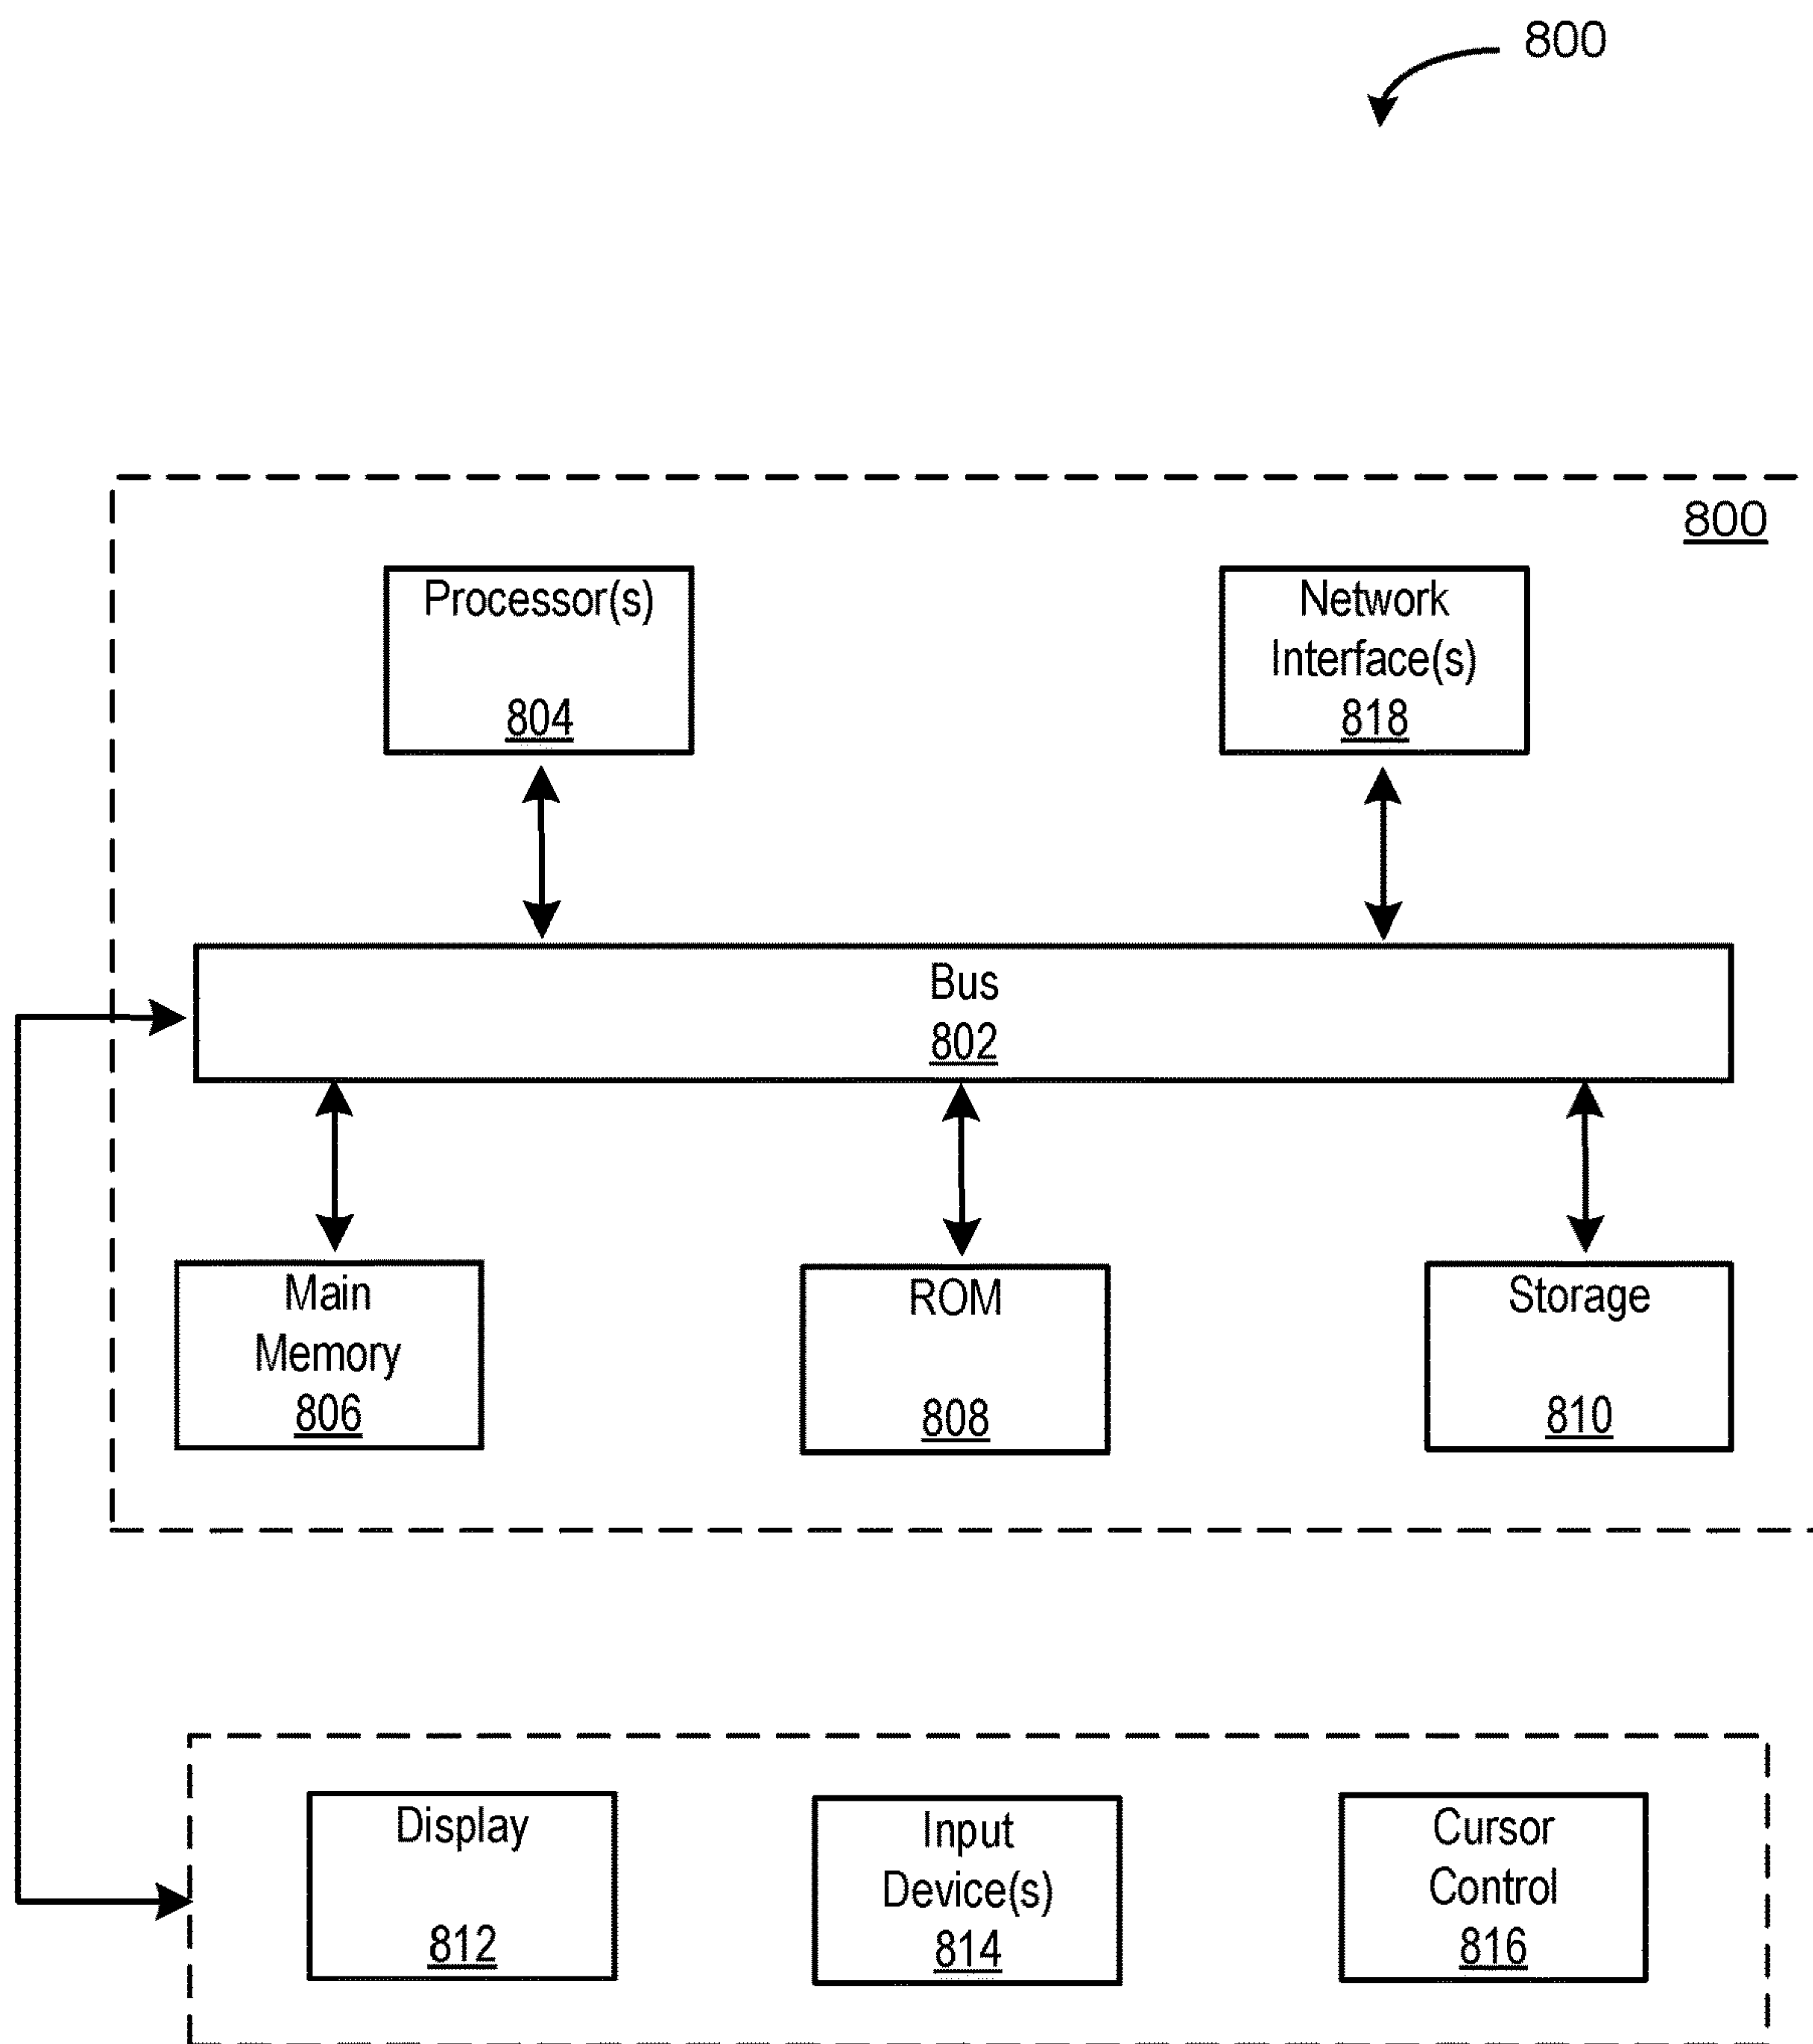 800
800
Processor(s)
804
Network
Interface(s)
818
Bus
802
Main
Memory
806
ROM
808
Storage
810
Display
812
Input
Device(s)
814
Cursor
Control
816